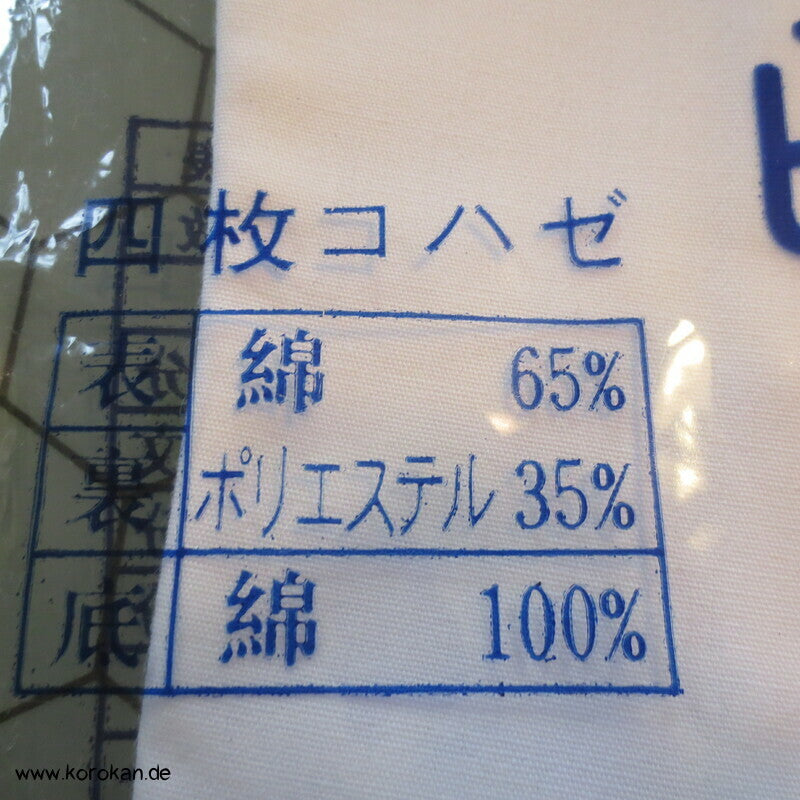 四枚コハゼ
表 綿 65%
裏 ポリエステル 35%
底 綿 100%
www.korokan.de